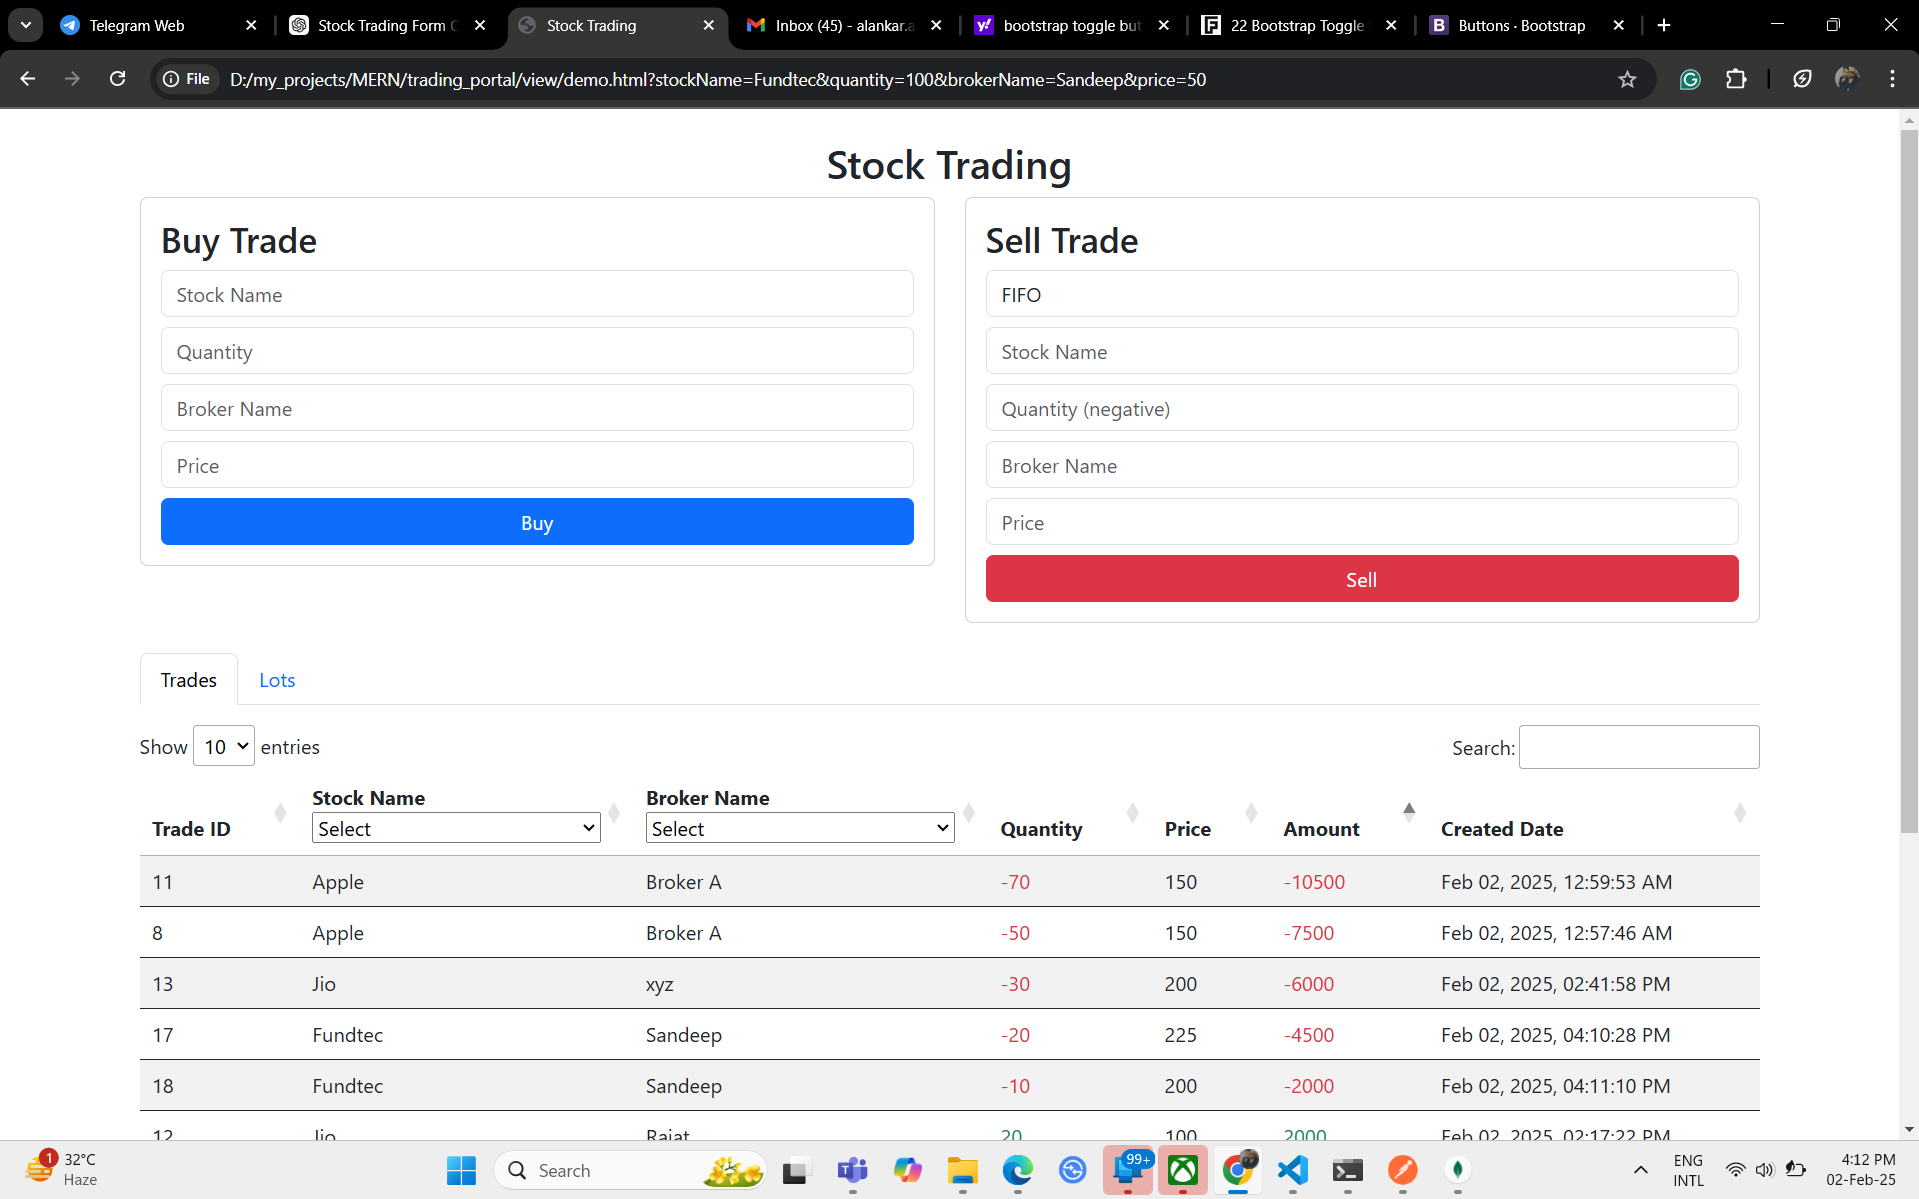 Telegram Web
Stock Trading Form C
Stock Trading
Inbox (45) - alankar.a
bootstrap toggle but
22 Bootstrap Toggle
Buttons · Bootstrap
File
D:/my_projects/MERN/trading_portal/view/demo.html?stockName=Fundtec&quantity=100&brokerName=Sandeep&price=50
Stock Trading
Buy Trade
Stock Name
Quantity
Broker Name
Price
Buy
Sell Trade
FIFO
Stock Name
Quantity (negative)
Broker Name
Price
Sell
Trades Lots
Show 10 entries
Search:
Trade ID Stock Name Select Broker Name Select Quantity Price Amount Created Date
11 Apple Broker A -70 150 -10500 Feb 02, 2025, 12:59:53 AM
8 Apple Broker A -50 150 -7500 Feb 02, 2025, 12:57:46 AM
13 Jio xyz -30 200 -6000 Feb 02, 2025, 02:41:58 PM
17 Fundtec Sandeep -20 225 -4500 Feb 02, 2025, 04:10:28 PM
18 Fundtec Sandeep -10 200 -2000 Feb 02, 2025, 04:11:10 PM
12 Jio Rajat 20 100 2000 Feb 02, 2025, 02:17:22 PM
1
32°C
Haze
Search
99+
ENG
INTL
4:12 PM
02-Feb-25